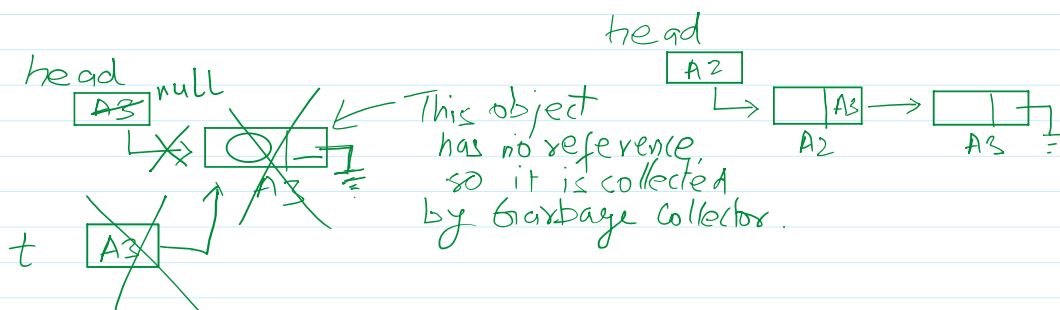 head
A3 null
A3
t A3
This object
has no reference,
so it is collected
by Garbage Collector.
head
A2
A3
A2
A3